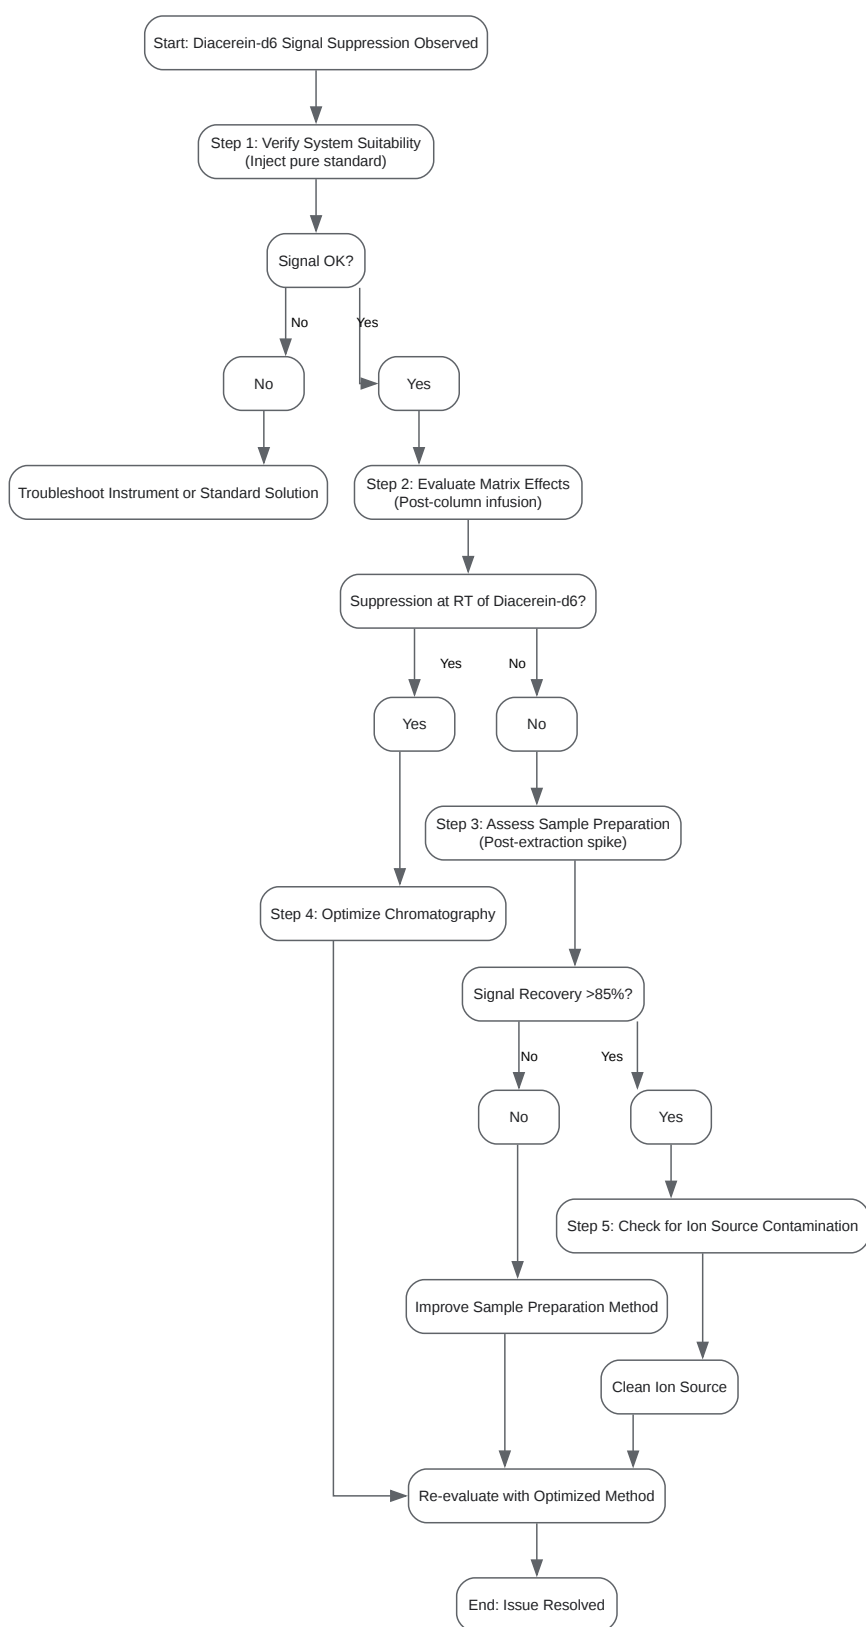 Start: Diacerein-d6 Signal Suppression Observed
Step 1: Verify System Suitability
(Inject pure standard)
Signal OK?
No
Yes
No
Yes
Troubleshoot Instrument or Standard Solution
Step 2: Evaluate Matrix Effects
(Post-column infusion)
Suppression at RT of Diacerein-d6?
Yes
No
Yes
No
Step 3: Assess Sample Preparation
(Post-extraction spike)
Step 4: Optimize Chromatography
Signal Recovery >85%?
No
Yes
No
Yes
Step 5: Check for Ion Source Contamination
Improve Sample Preparation Method
Clean Ion Source
Re-evaluate with Optimized Method
End: Issue Resolved